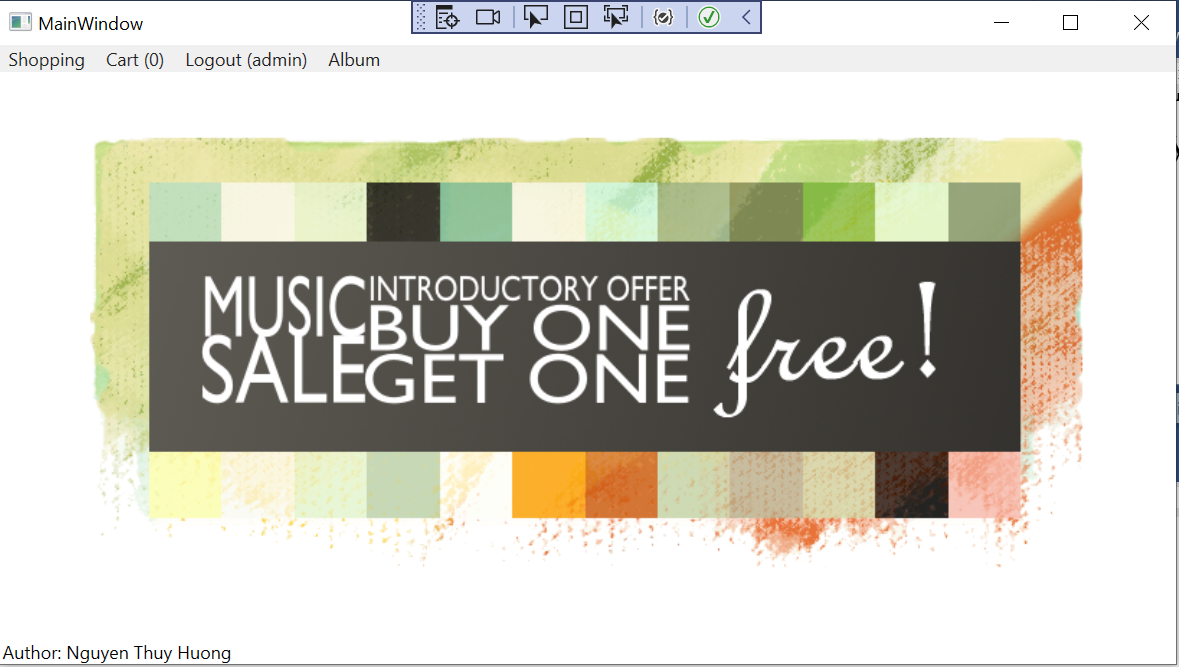 MainWindow
Shopping Cart (0) Logout (admin) Album
MUSIC INTRODUCTORY OFFER
SALE BUY ONE
GET ONE free!
Author: Nguyen Thuy Huong